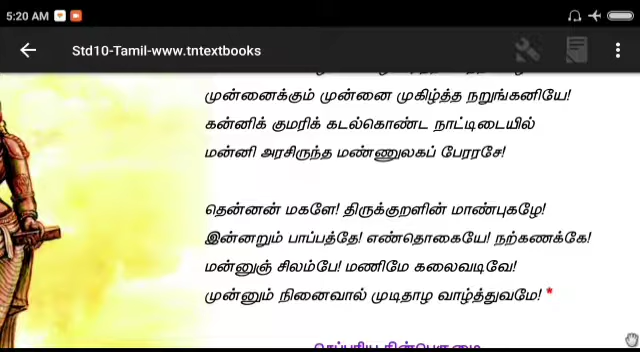 5:20 AM
Std10-Tamil-www.tntextbooks
முன்னைக்கும் முன்னை முகிழ்த்த நறுங்கனியே!
கன்னிக் குமரிக் கடல்கொண்ட நாட்டிடையில்
மன்னி அரசிருந்த மண்ணுலகப் பேரரசே!
தென்னன் மகளே! திருக்குறளின் மாண்புகழே!
இன்னறும் பாப்பத்தே! எண்தொகையே! நற்கணக்கே!
மன்னுஞ் சிலம்பே! மணிமே கலைவடிவே!
முன்னும் நினைவால் முடிதாழ வாழ்த்துவமே! *